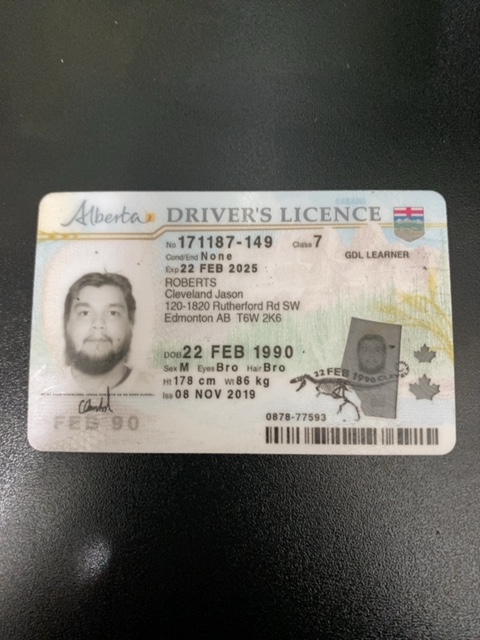 Alberta DRIVER'S LICENCE
No 171187-149 Class 7
Cond/End None GDL LEARNER
Exp 22 FEB 2025
ROBERTS
Cleveland Jason
120-1820 Rutherford Rd SW
Edmonton AB T6W 2K6
DOB 22 FEB 1990
Sex M Eyes Bro Hair Bro
Ht 178 cm Wt 86 kg
Iss 08 NOV 2019
22 FEB 1990
FEB 90
0878-77593